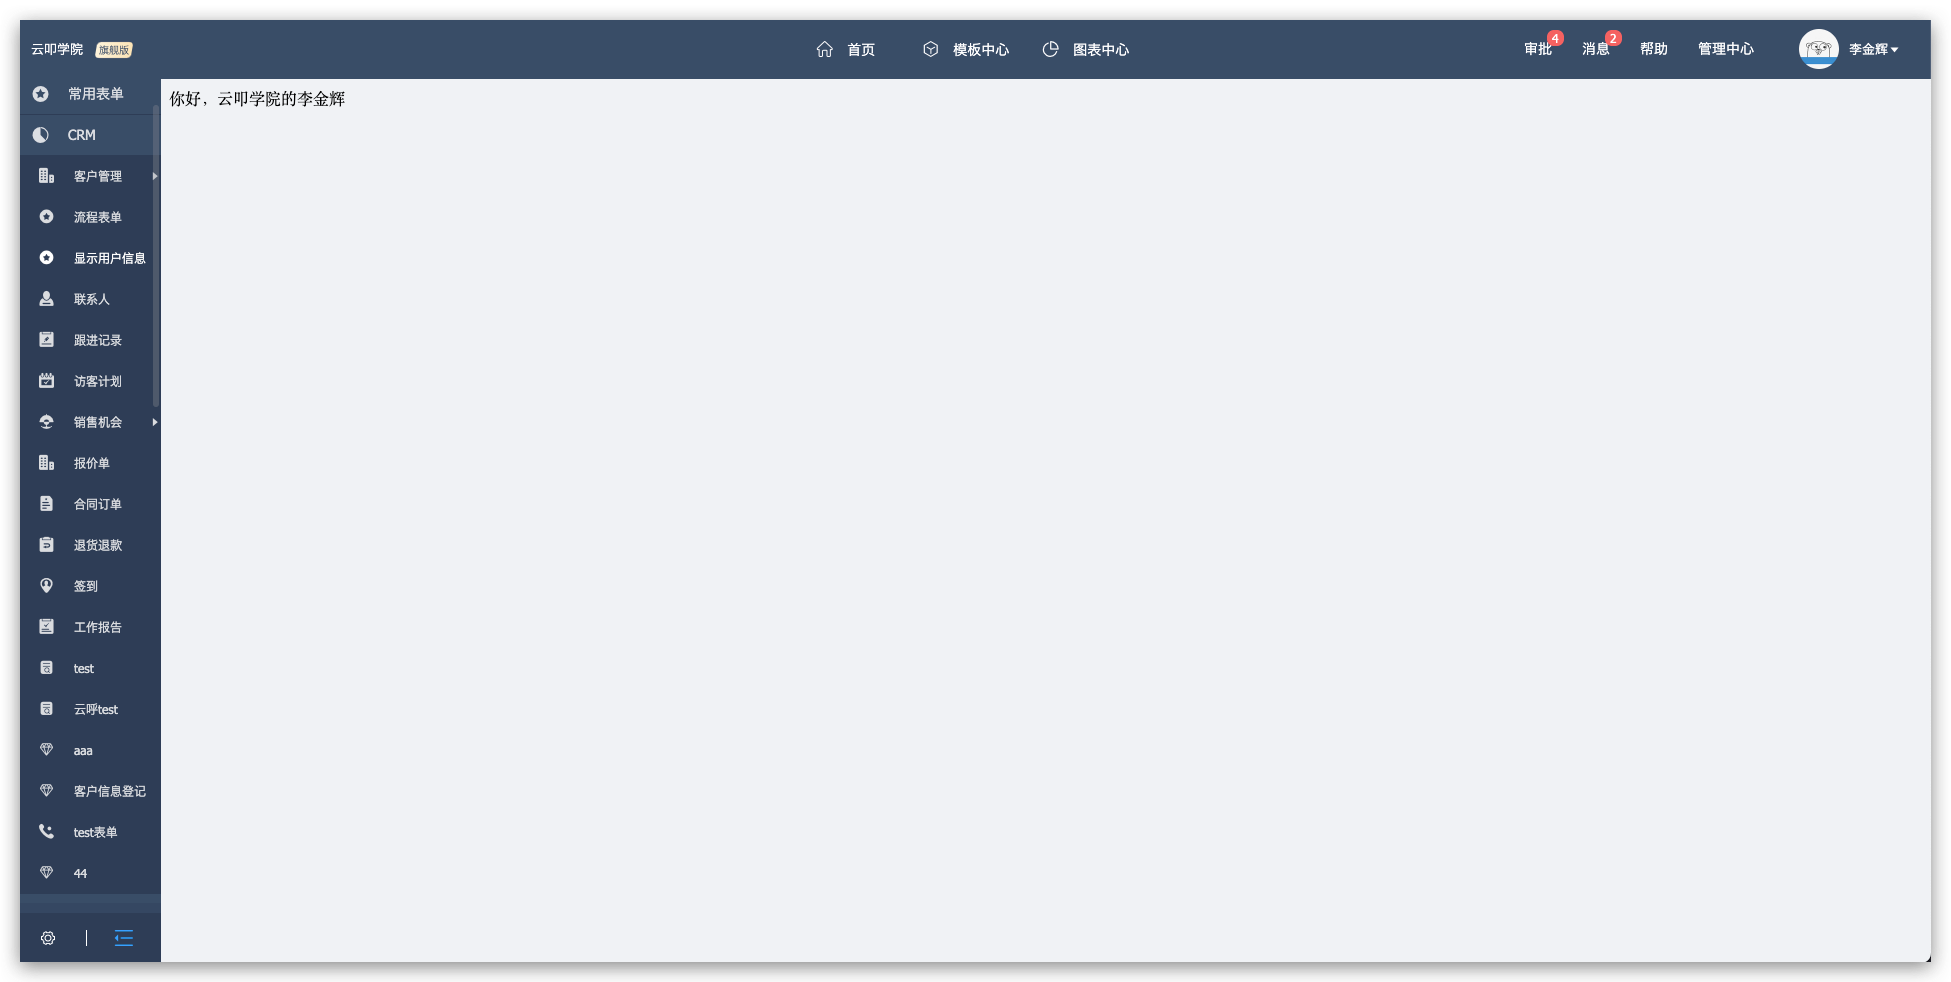 云叩学院 旗舰版 首页 模板中心 图表中心 审批 4 消息 2 帮助 管理中心 李金辉
常用表单
你好，云叩学院的李金辉
CRM
客户管理
流程表单
显示用户信息
联系人
跟进记录
访客计划
销售机会
报价单
合同订单
退货退款
签到
工作报告
test
云呼test
aaa
客户信息登记
test表单
44